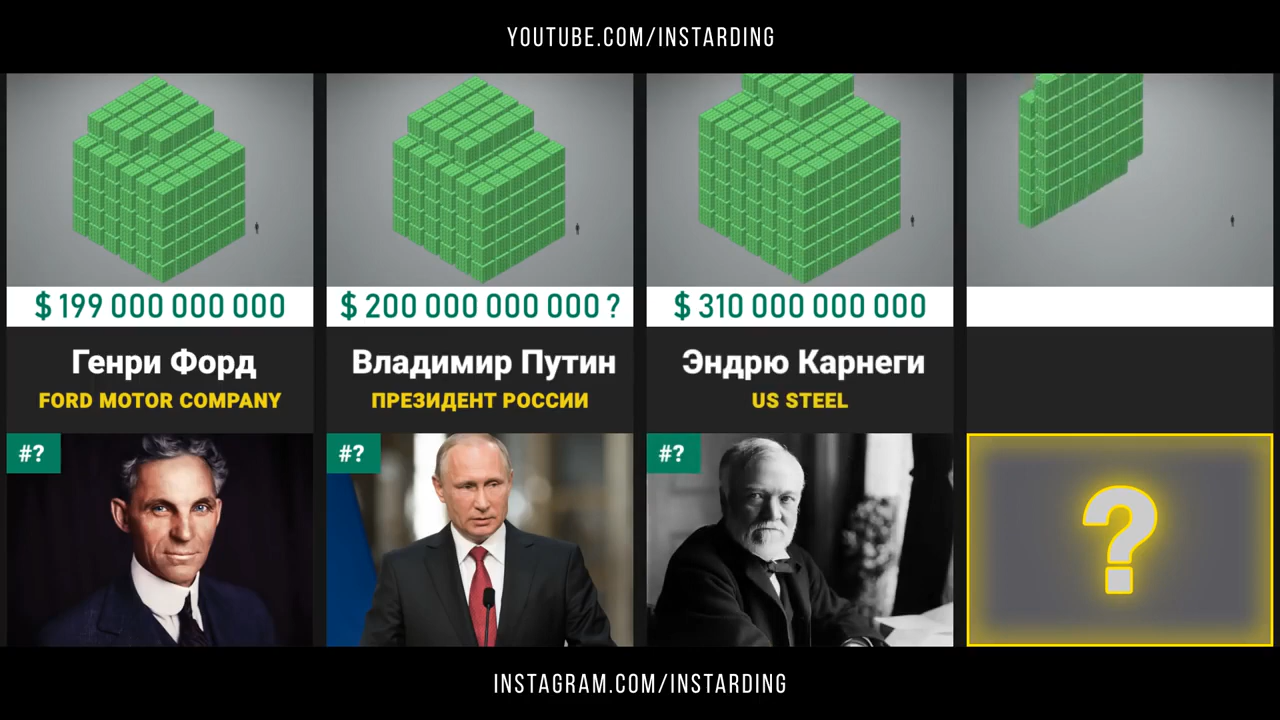 YOUTUBE.COM/INSTARDING
$ 199 000 000 000
Генри Форд
FORD MOTOR COMPANY
#?
$ 200 000 000 000 ?
Владимир Путин
ПРЕЗИДЕНТ РОССИИ
#?
$ 310 000 000 000
Эндрю Карнеги
US STEEL
#?
?
INSTAGRAM.COM/INSTARDING